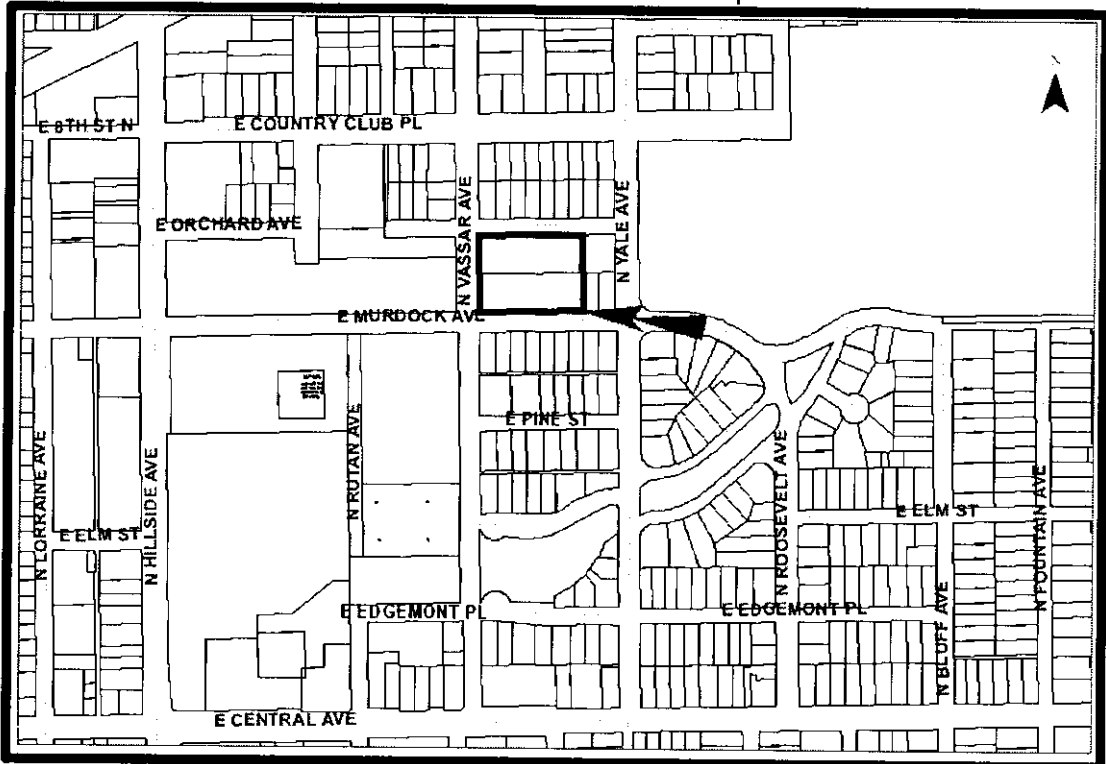 E 8TH ST N
E COUNTRY CLUB PL
E ORCHARD AVE
N VASSAR AVE
N YALE AVE
E MURDOCK AVE
E PINE ST
N LORRAINE AVE
N HILLSIDE AVE
N RUTAN AVE
N ROOSEVELT AVE
E ELM ST
E ELM ST
N FOUNTAIN AVE
E EDGEMONT PL
E EDGEMONT PL
N BLUFF AVE
E CENTRAL AVE